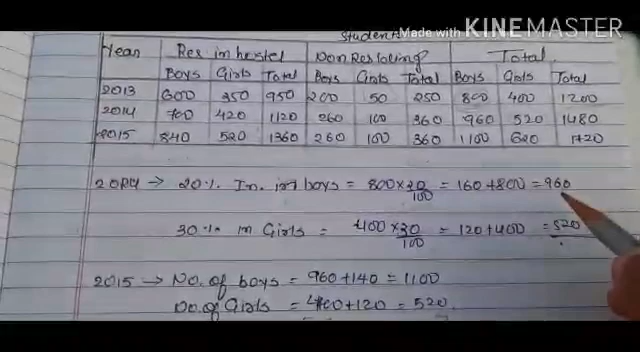 Students
Made with KINEMASTER
Year Res in hostel Non Residing Total
Boys Girls Total Boys Girls Total Boys Girls Total
2013 600 350 950 200 50 250 800 400 1200
2014 700 420 1120 260 100 360 960 520 1480
2015 840 520 1360 260 100 360 1100 620 1720
2014 → 20% In. in boys = 800 × 20/100 = 160 + 800 = 960
30% in Girls = 400 × 30/100 = 120 + 400 = 520
2015 → No. of boys = 960 + 140 = 1100
No. of Girls = 400 + 120 = 520